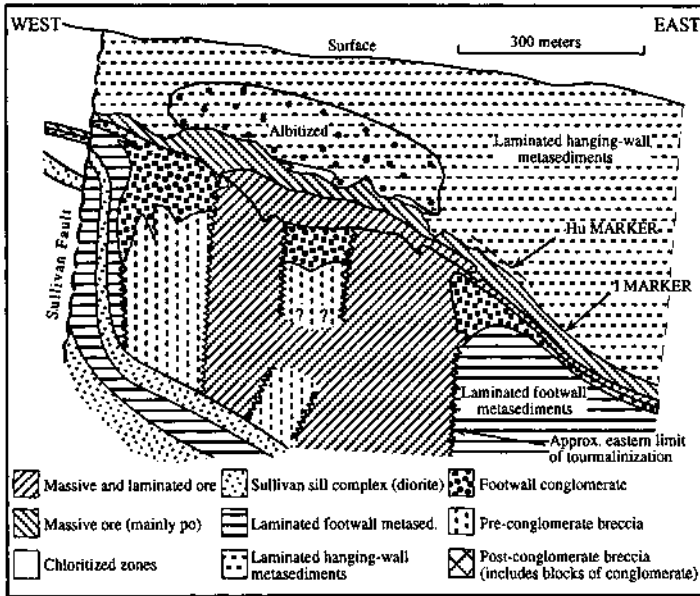 WEST
EAST
Surface
300 meters
Albitized
Laminated hanging-wall
metasediments
Hu MARKER
I MARKER
Sullivan Fault
? ?
Laminated footwall
metasediments
Approx. eastern limit
of tourmalinization
Massive and laminated ore
Sullivan sill complex (diorite)
Footwall conglomerate
Massive ore (mainly po)
Laminated footwall metased.
Pre-conglomerate breccia
Chloritized zones
Laminated hanging-wall
metasediments
Post-conglomerate breccia
(includes blocks of conglomerate)